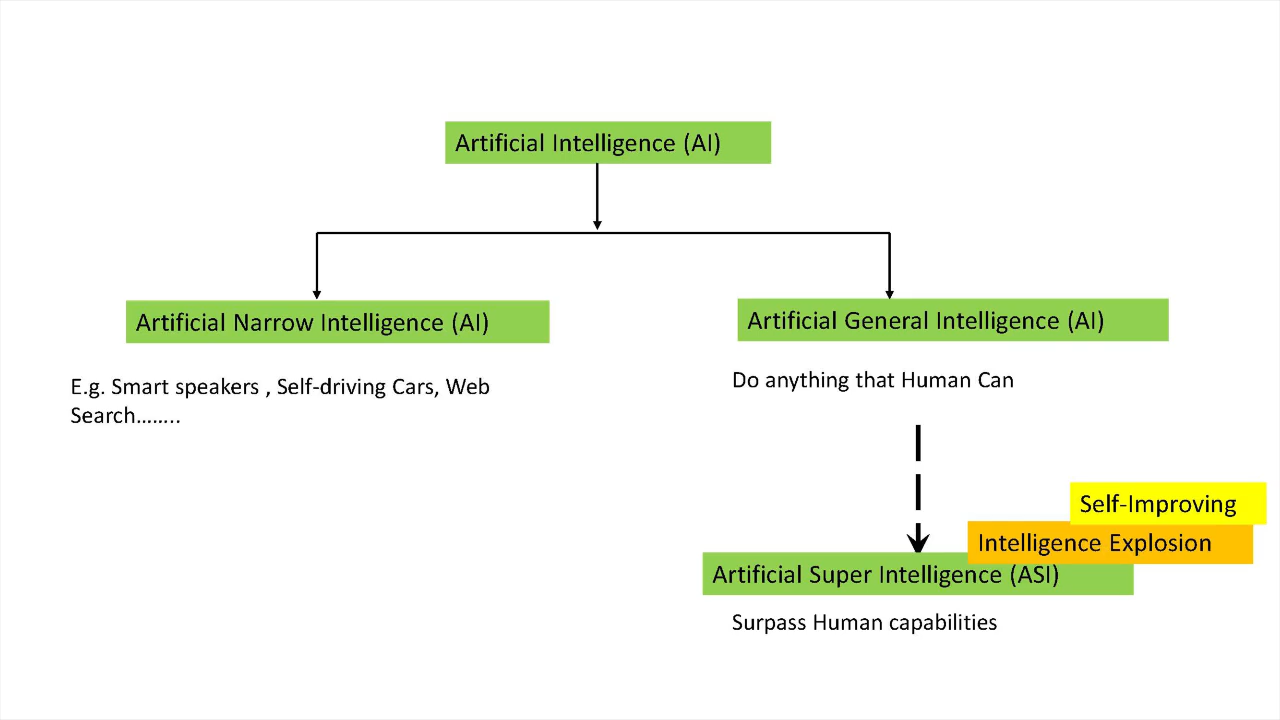 Artificial Intelligence (AI)
Artificial Narrow Intelligence (AI)
Artificial General Intelligence (AI)
E.g. Smart speakers , Self-driving Cars, Web
Search……..
Do anything that Human Can
Self-Improving
Intelligence Explosion
Artificial Super Intelligence (ASI)
Surpass Human capabilities